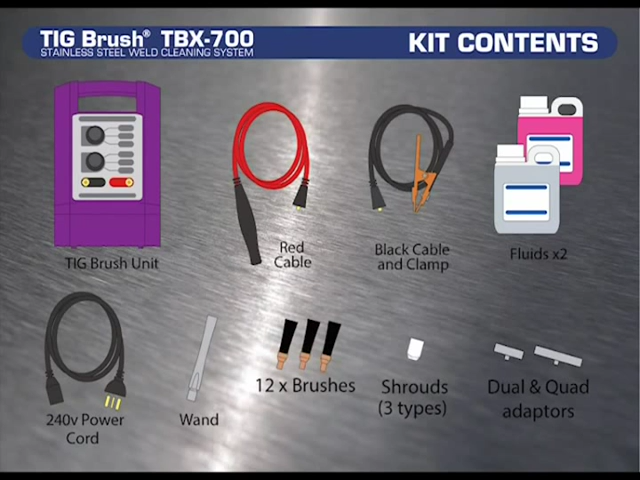 TIG Brush® TBX-700
STAINLESS STEEL WELD CLEANING SYSTEM
KIT CONTENTS
TIG Brush Unit
Red
Cable
Black Cable
and Clamp
Fluids x2
240v Power
Cord
Wand
12 x Brushes
Shrouds
(3 types)
Dual & Quad
adaptors